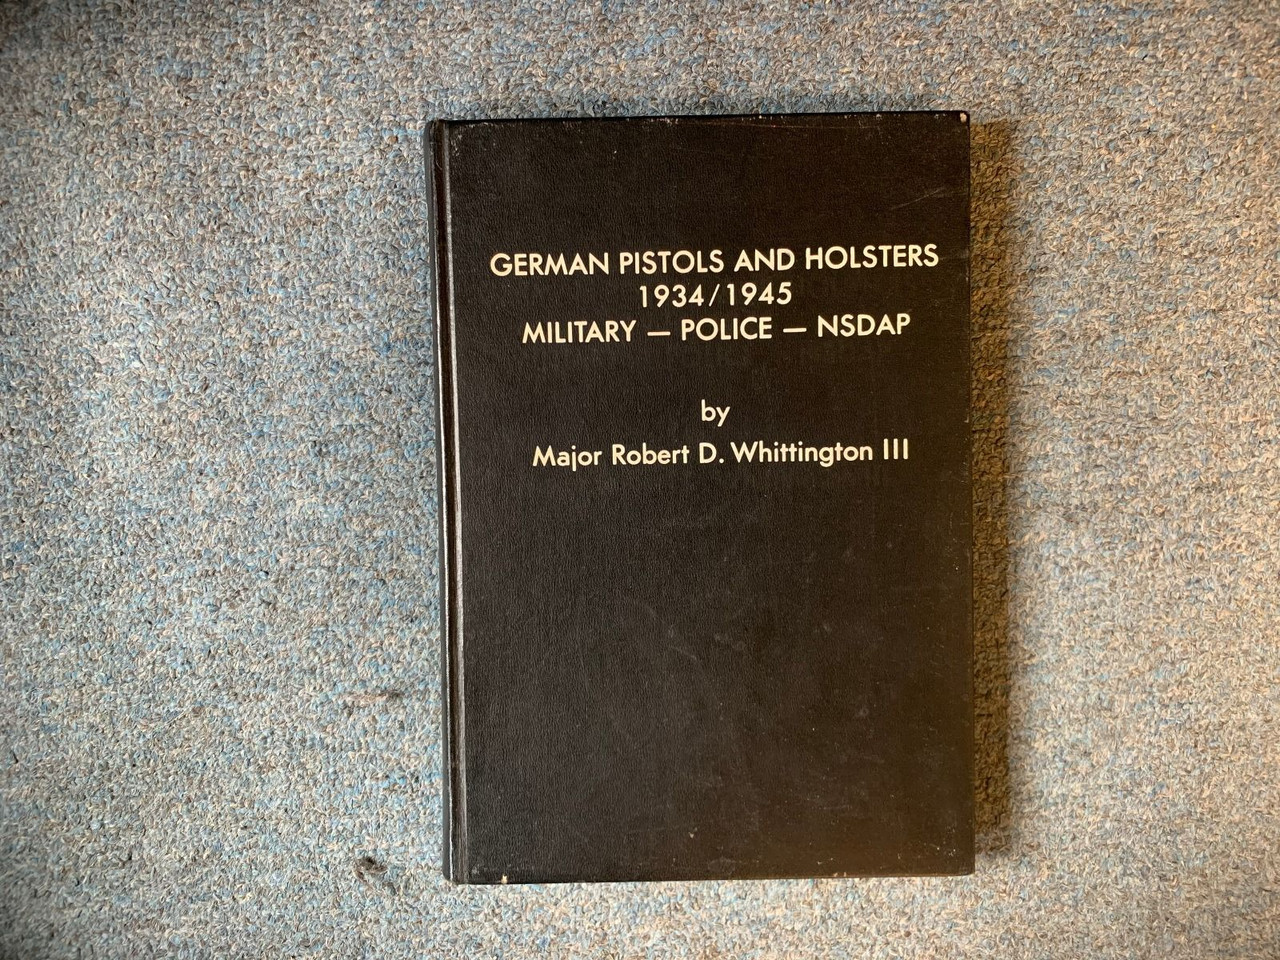 GERMAN PISTOLS AND HOLSTERS
1934/1945
MILITARY — POLICE — NSDAP
by
Major Robert D. Whittington III